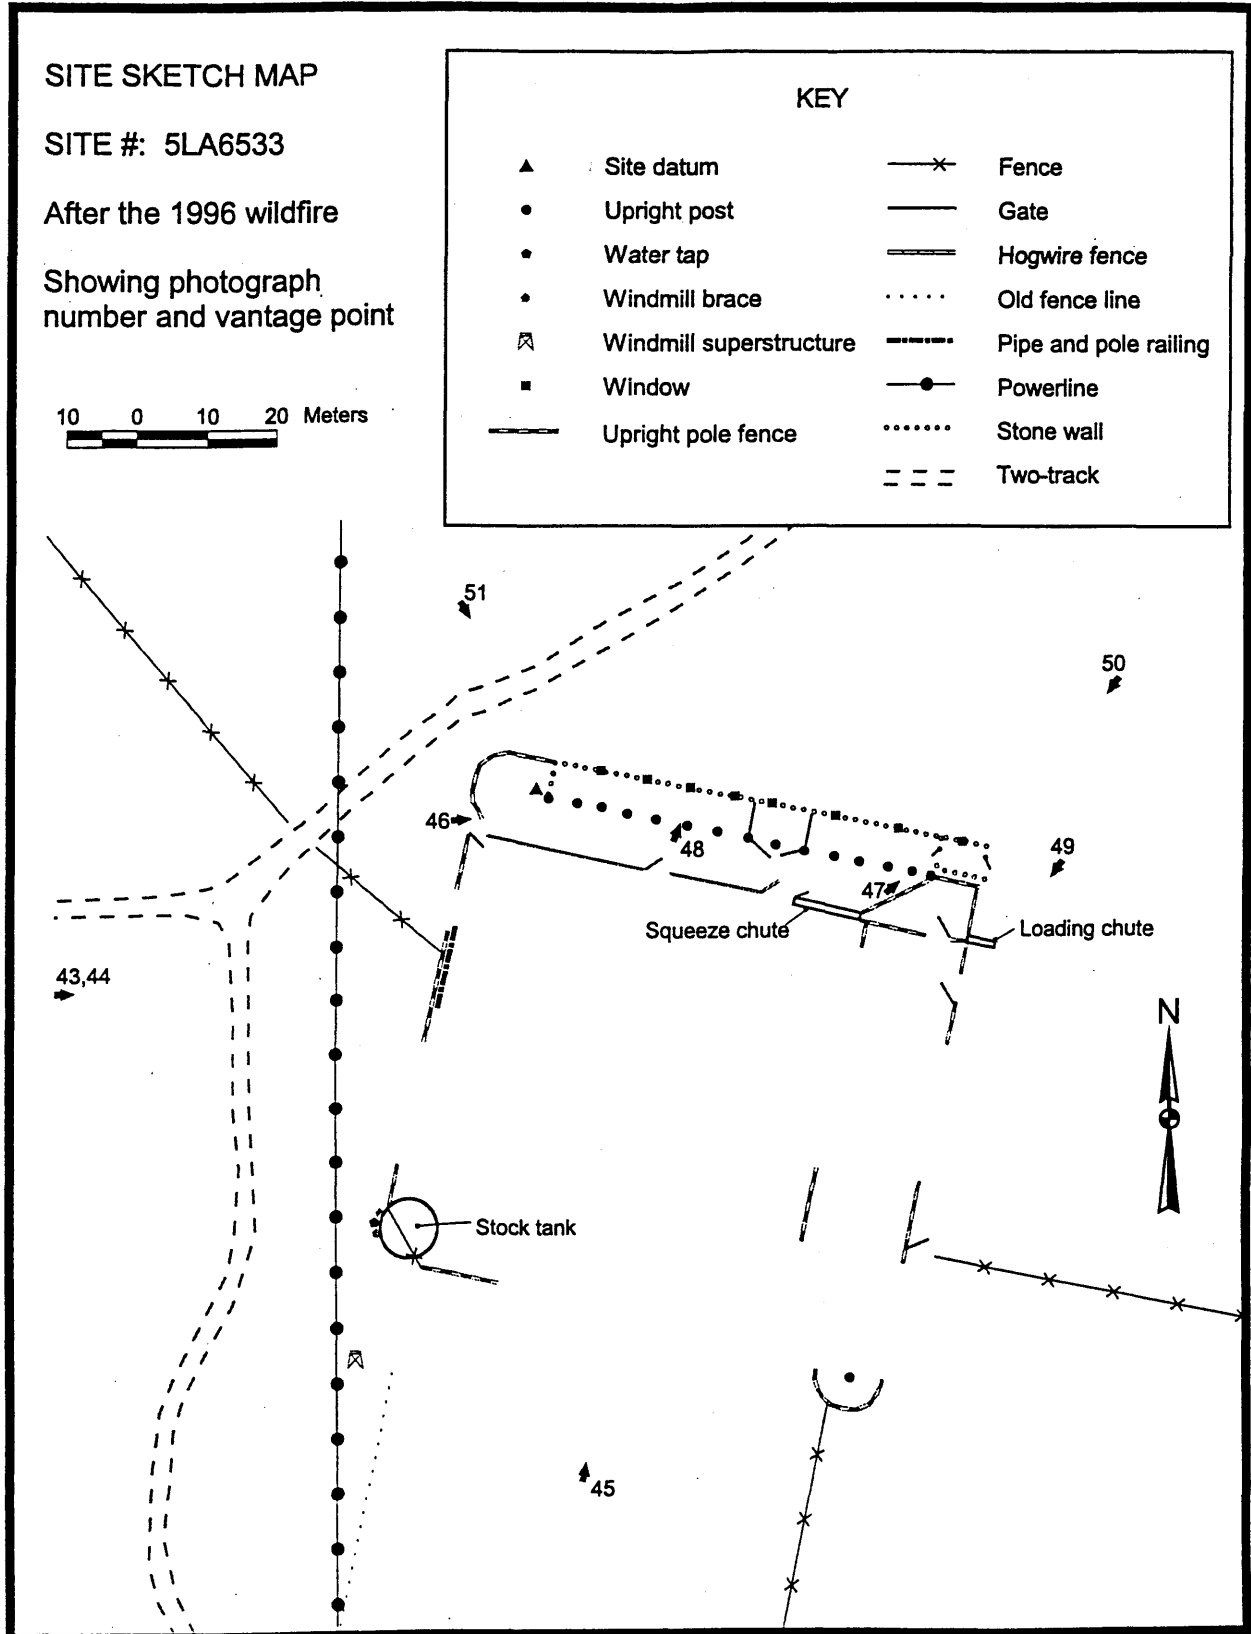 SITE SKETCH MAP
SITE #: 5LA6533
After the 1996 wildfire
Showing photograph
number and vantage point
10 0 10 20 Meters
KEY
Site datum
Upright post
Water tap
Windmill brace
Windmill superstructure
Window
Upright pole fence
Fence
Gate
Hogwire fence
Old fence line
Pipe and pole railing
Powerline
Stone wall
Two-track
51
50
46
48
49
47
Squeeze chute
Loading chute
43,44
N
Stock tank
45